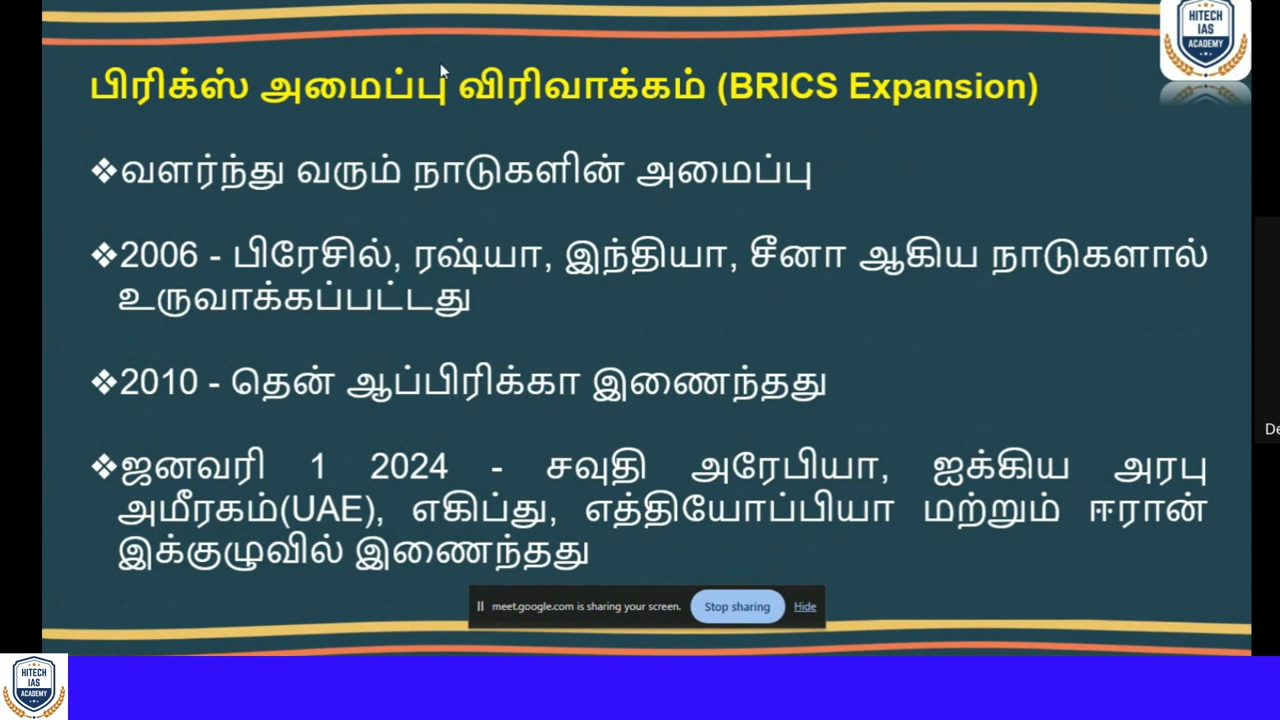 HITECH
IAS
ACADEMY
பிரிக்ஸ் அமைப்பு விரிவாக்கம் (BRICS Expansion)
❖வளர்ந்து வரும் நாடுகளின் அமைப்பு
❖2006 - பிரேசில், ரஷ்யா, இந்தியா, சீனா ஆகிய நாடுகளால்
உருவாக்கப்பட்டது
❖2010 - தென் ஆப்பிரிக்கா இணைந்தது
❖ஜனவரி 1 2024 - சவுதி அரேபியா, ஐக்கிய அரபு
அமீரகம்(UAE), எகிப்து, எத்தியோப்பியா மற்றும் ஈரான்
இக்குழுவில் இணைந்தது
De
meet.google.com is sharing your screen. Stop sharing Hide
HITECH
IAS
ACADEMY